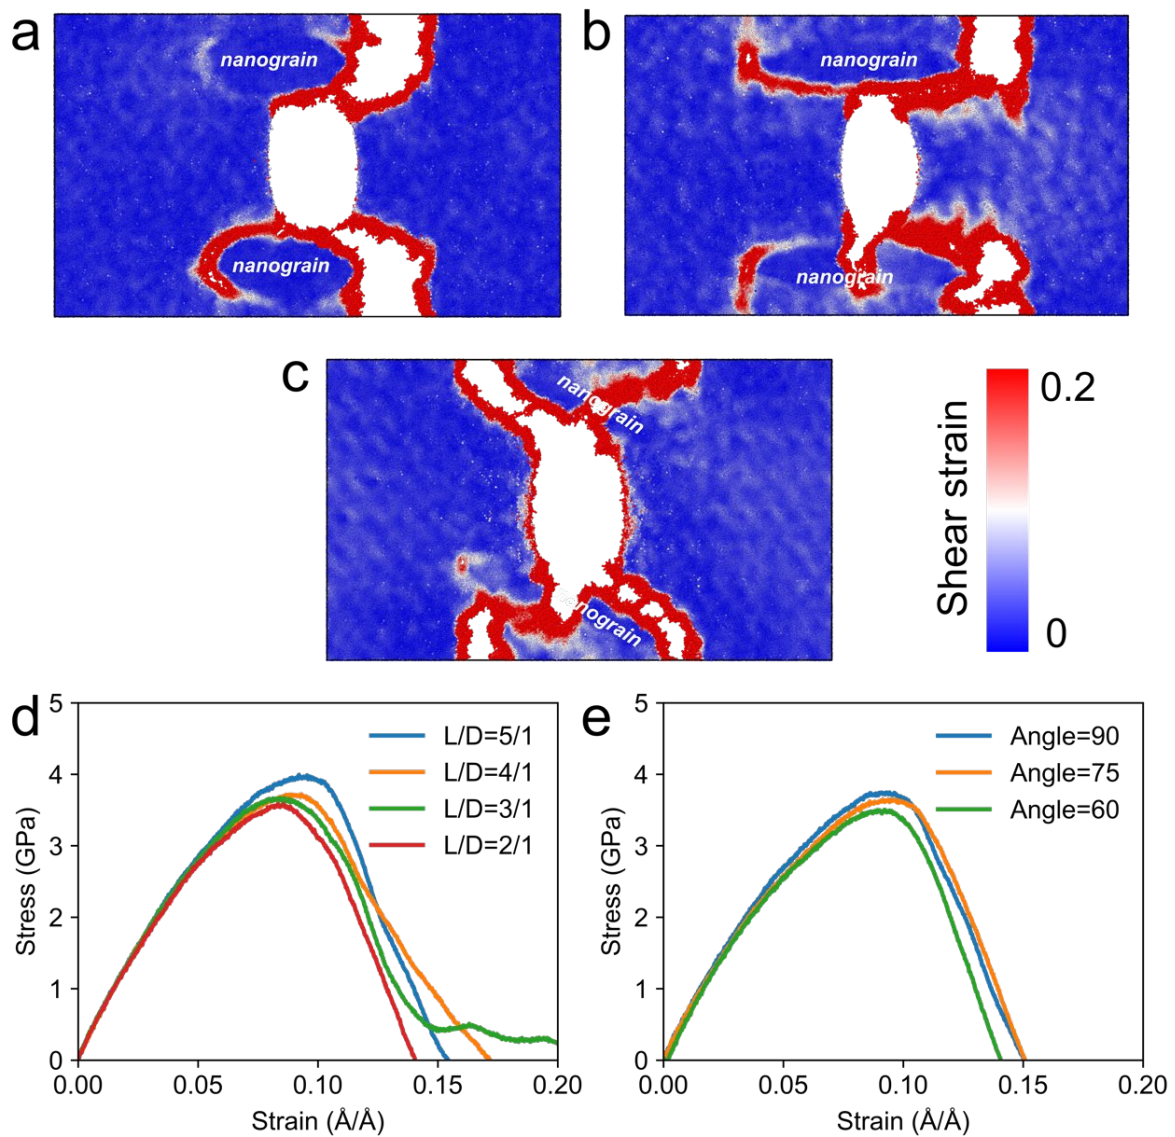 a
b
nanograin
nanograin
nanograin
nanograin
c
nanograin
nanograin
Shear strain
0.2
0
d
5
4
3
2
1
0
Stress (GPa)
L/D=5/1
L/D=4/1
L/D=3/1
L/D=2/1
0.00 0.05 0.10 0.15 0.20
Strain (Å/Å)
e
5
4
3
2
1
0
Stress (GPa)
Angle=90
Angle=75
Angle=60
0.00 0.05 0.10 0.15 0.20
Strain (Å/Å)